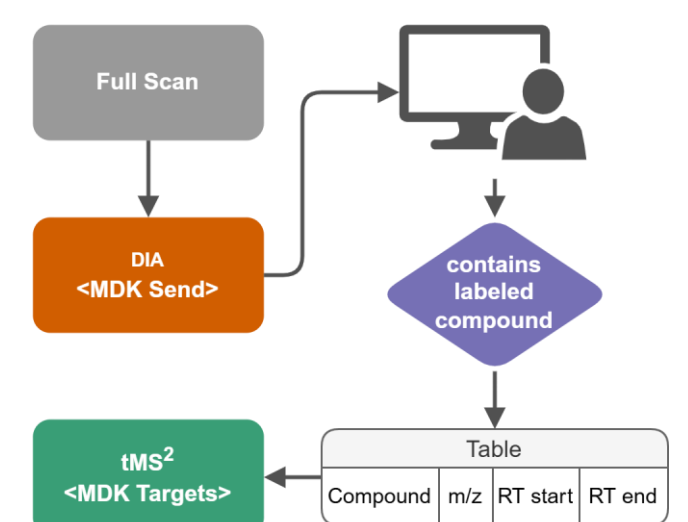 Full Scan
DIA
<MDK Send>
contains
labeled
compound
Table
Compound m/z RT start RT end
tMS²
<MDK Targets>